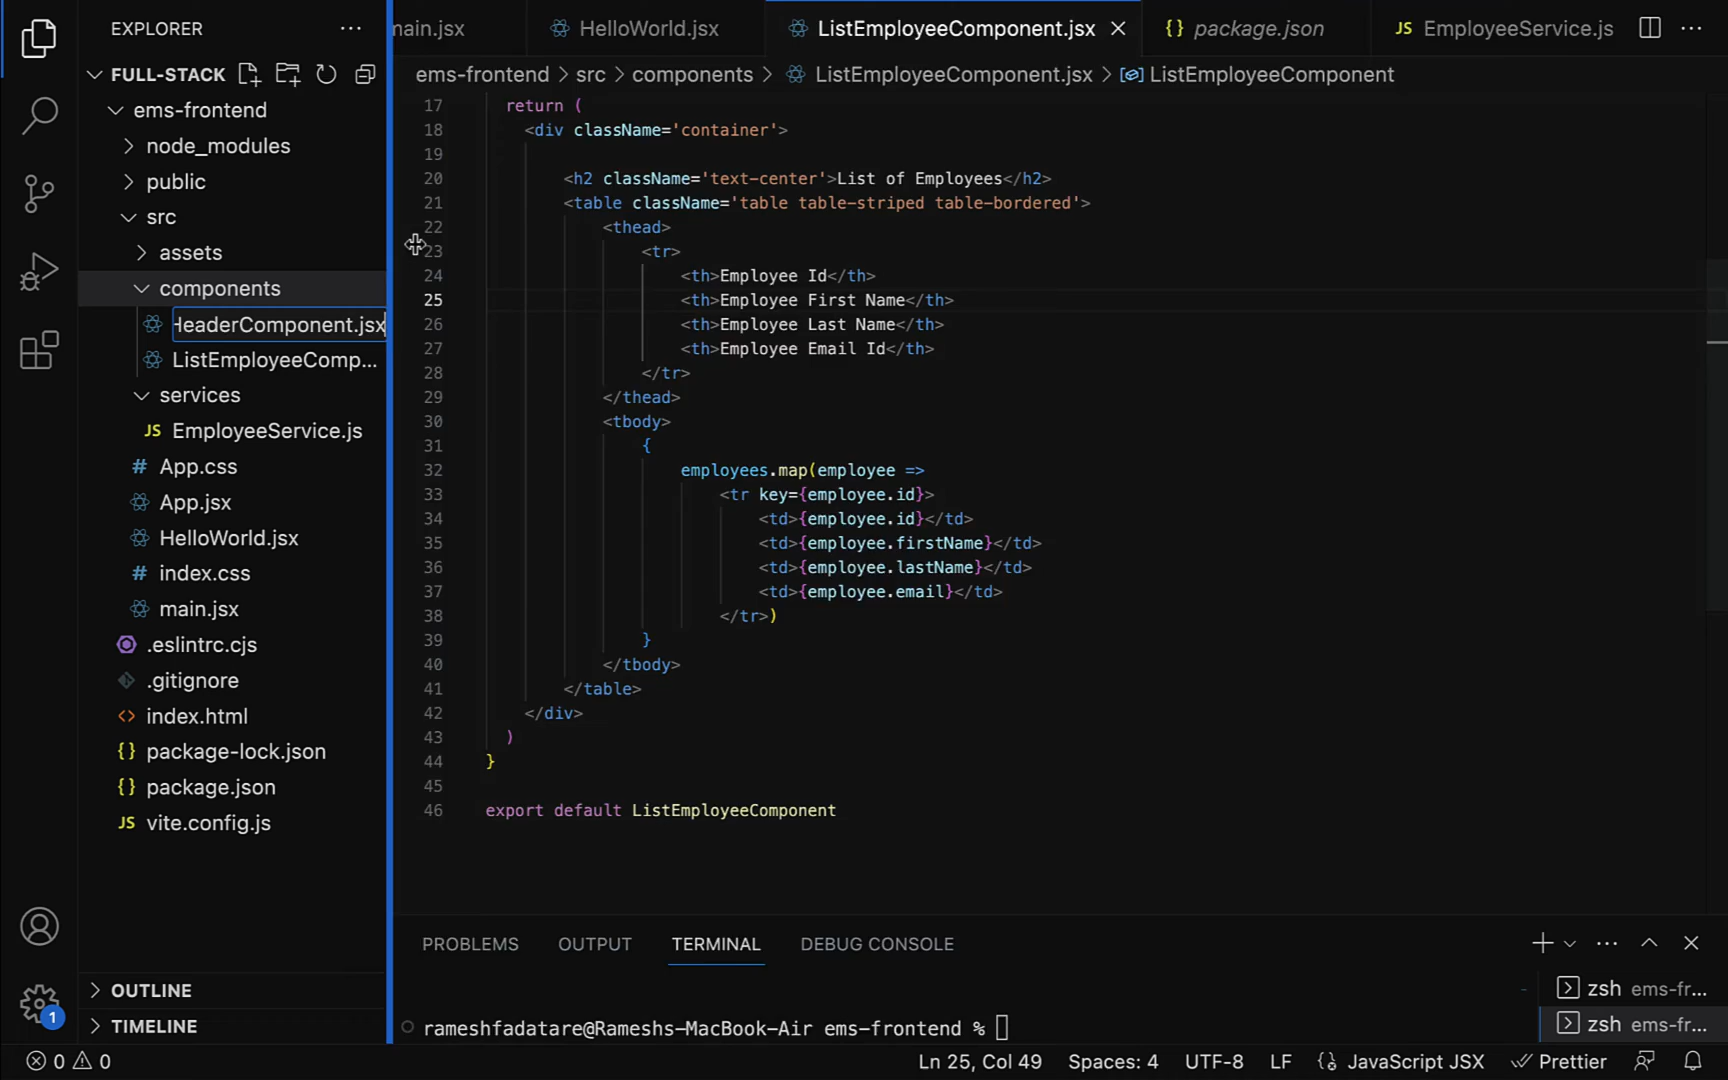 EXPLORER
FULL-STACK
ems-frontend
node_modules
public
src
assets
components
HeaderComponent.jsx
ListEmployeeComp...
services
JS EmployeeService.js
# App.css
App.jsx
HelloWorld.jsx
# index.css
main.jsx
.eslintrc.cjs
.gitignore
<> index.html
{} package-lock.json
{} package.json
JS vite.config.js
OUTLINE
TIMELINE
1
main.jsx HelloWorld.jsx ListEmployeeComponent.jsx {} package.json JS EmployeeService.js
ems-frontend > src > components > ListEmployeeComponent.jsx > ListEmployeeComponent
17 return (
18 <div className='container'>
19
20 <h2 className='text-center'>List of Employees</h2>
21 <table className='table table-striped table-bordered'>
22 <thead>
23 <tr>
24 <th>Employee Id</th>
25 <th>Employee First Name</th>
26 <th>Employee Last Name</th>
27 <th>Employee Email Id</th>
28 </tr>
29 </thead>
30 <tbody>
31 {
32 employees.map(employee =>
33 <tr key={employee.id}>
34 <td>{employee.id}</td>
35 <td>{employee.firstName}</td>
36 <td>{employee.lastName}</td>
37 <td>{employee.email}</td>
38 </tr>)
39 }
40 </tbody>
41 </table>
42 </div>
43 )
44 }
45
46 export default ListEmployeeComponent
PROBLEMS OUTPUT TERMINAL DEBUG CONSOLE
rameshfadatare@Rameshs-MacBook-Air ems-frontend %
zsh ems-fr...
zsh ems-fr...
0 0 Ln 25, Col 49 Spaces: 4 UTF-8 LF {} JavaScript JSX Prettier